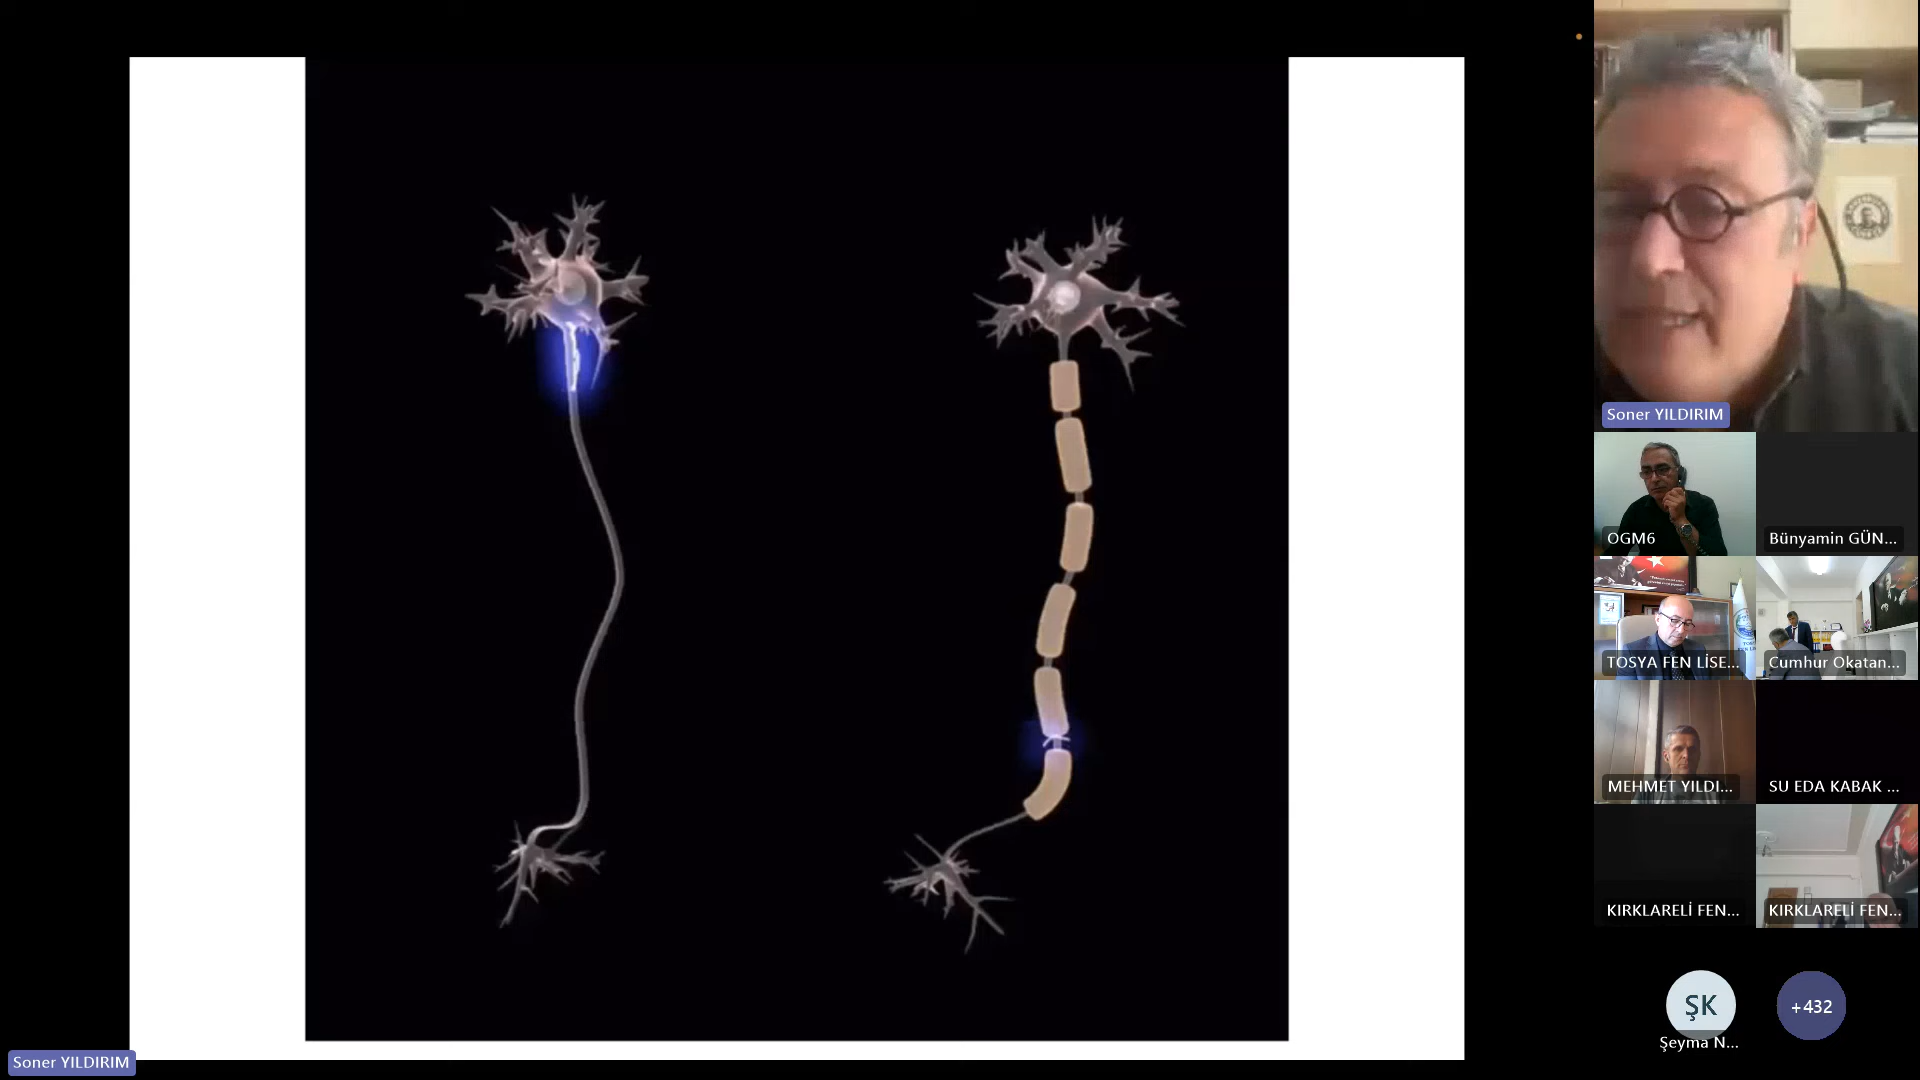 Soner YILDIRIM
OGM6
Bünyamin GÜN...
TOSYA FEN LİSE...
Cumhur Okatan...
MEHMET YILDI...
SU EDA KABAK ...
KIRKLARELİ FEN...
KIRKLARELİ FEN...
ŞK
+432
Şeyma N...
Soner YILDIRIM